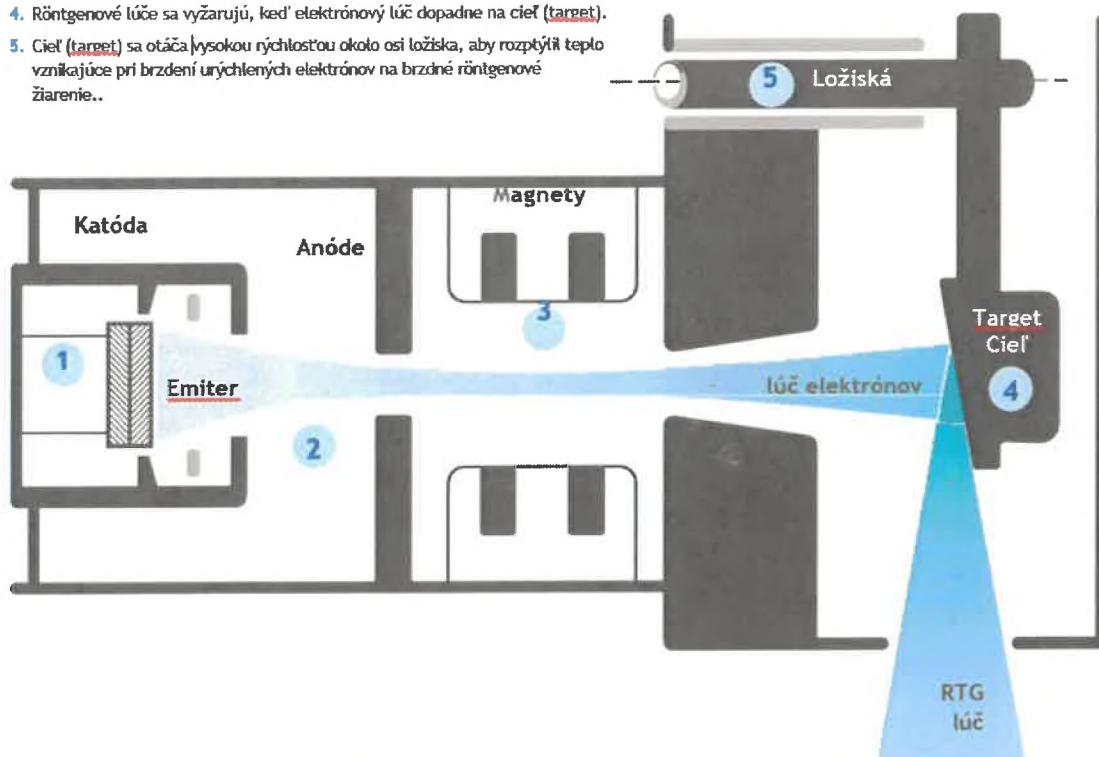 4. Röntgenové lúče sa vyžarujú, keď elektrónový lúč dopadne na cieľ (target).
5. Cieľ (target) sa otáča vysokou rýchlosťou okolo osi ložiska, aby rozptýlil teplo
vznikajúce pri brzdení urýchlených elektrónov na brzdné röntgenové
žiarenie..
5 Ložiská
Magnety
Katóda
Anóde
3
Target
Cieľ
1
Emiter
lúč elektrónov
4
2
RTG
lúč